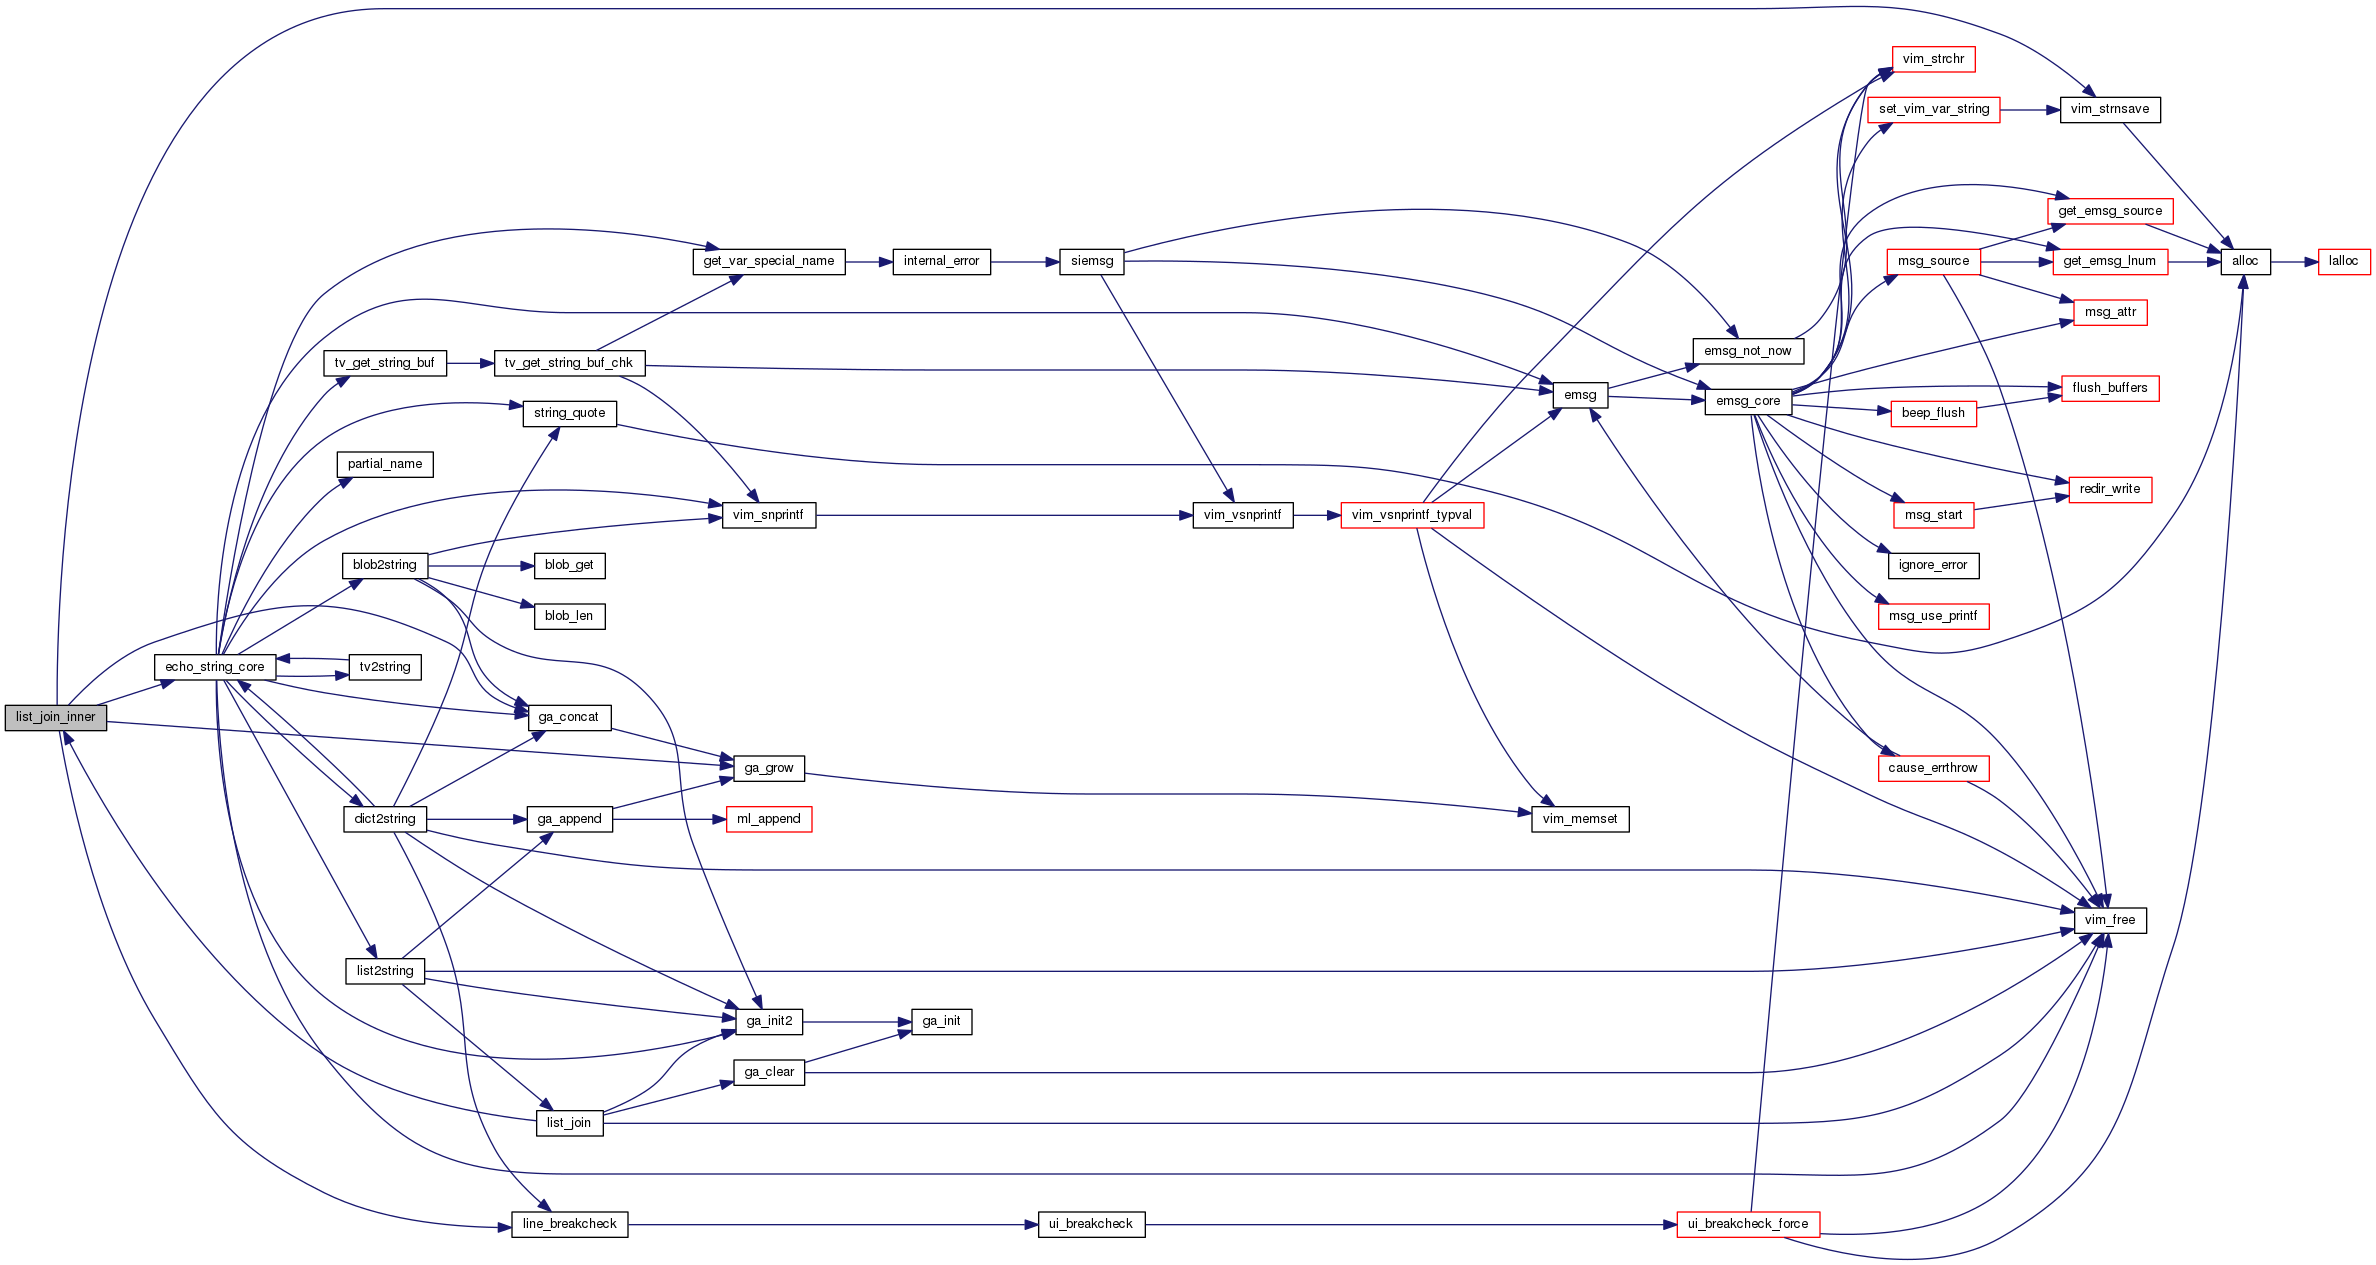 vim_strchr
set_vim_var_string
vim_strnsave
get_emsg_source
get_var_special_name
internal_error
siemsg
msg_source
get_emsg_lnum
alloc
lalloc
msg_attr
emsg_not_now
tv_get_string_buf
tv_get_string_buf_chk
flush_buffers
emsg
emsg_core
string_quote
beep_flush
partial_name
redir_write
vim_snprintf
vim_vsnprintf
vim_vsnprintf_typval
msg_start
blob2string
blob_get
ignore_error
blob_len
msg_use_printf
echo_string_core
tv2string
list_join_inner
ga_concat
ga_grow
cause_errthrow
dict2string
ga_append
ml_append
vim_memset
vim_free
list2string
ga_init2
ga_init
ga_clear
list_join
line_breakcheck
ui_breakcheck
ui_breakcheck_force